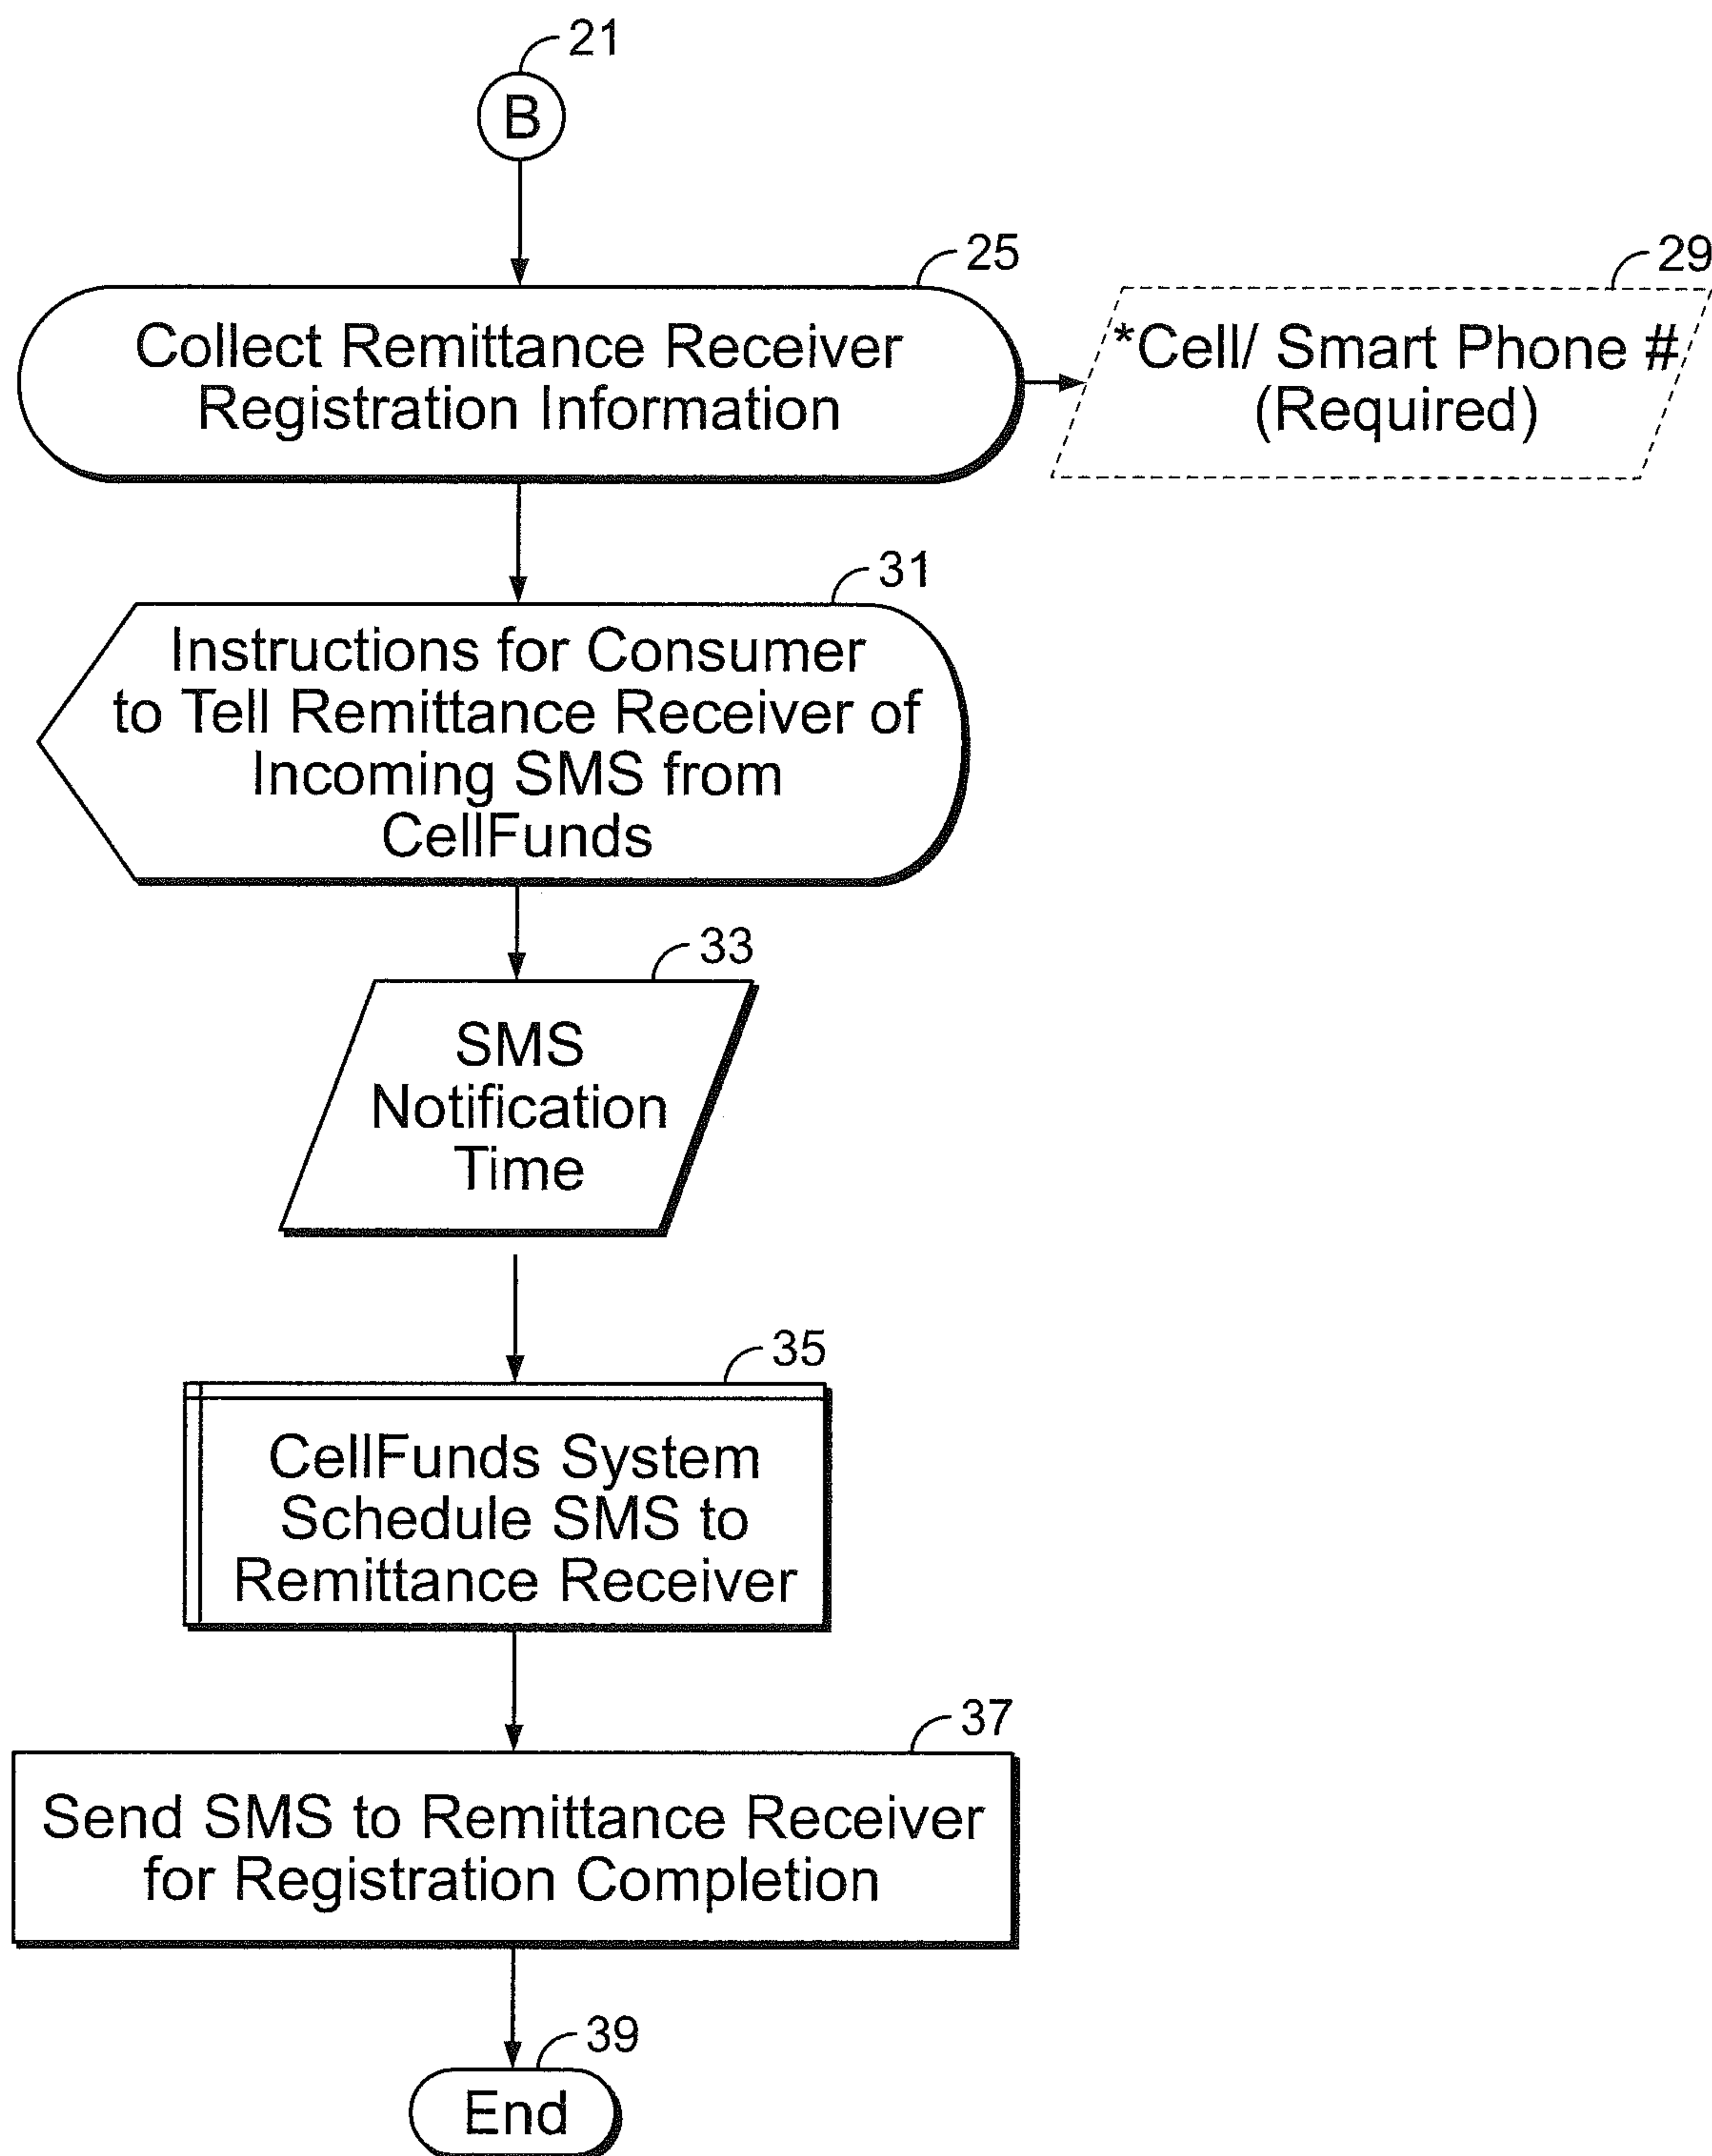 21
B
25
Collect Remittance Receiver
Registration Information
29
*Cell/ Smart Phone #
(Required)
31
Instructions for Consumer
to Tell Remittance Receiver of
Incoming SMS from
CellFunds
33
SMS
Notification
Time
35
CellFunds System
Schedule SMS to
Remittance Receiver
37
Send SMS to Remittance Receiver
for Registration Completion
39
End